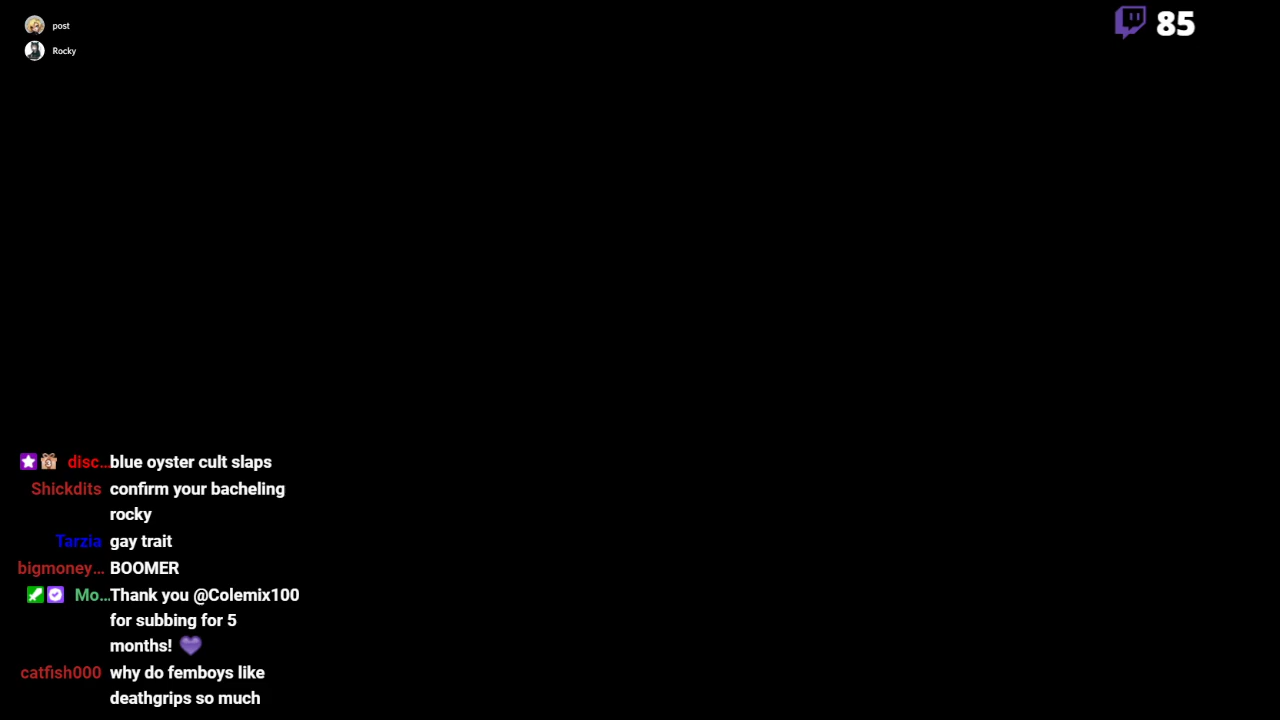 post
Rocky
85
disc… blue oyster cult slaps
Shickdits confirm your bacheling
rocky
Tarzia gay trait
bigmoney… BOOMER
Mo… Thank you @Colemix100
for subbing for 5
months! 💜
catfish000 why do femboys like
deathgrips so much